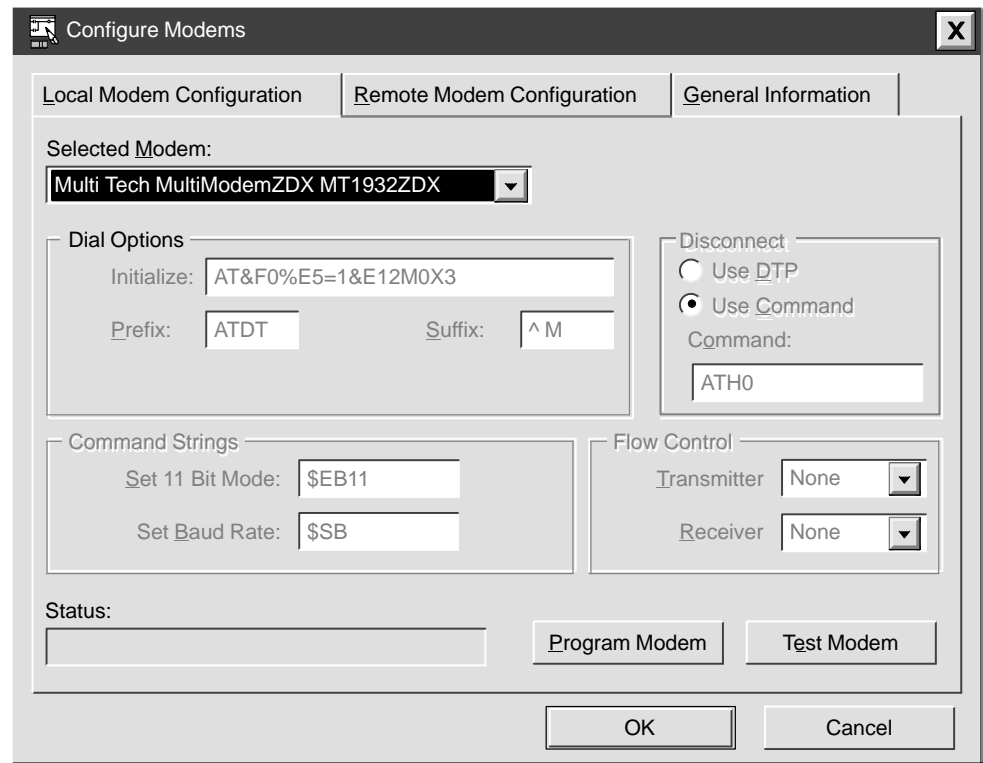 Configure Modems
X
Local Modem Configuration
Remote Modem Configuration
General Information
Selected Modem:
Multi Tech MultiModemZDX MT1932ZDX
Dial Options
Initialize: AT&F0%E5=1&E12M0X3
Prefix: ATDT
Suffix: ^ M
Disconnect
Use DTP
Use Command
Command:
ATH0
Command Strings
Set 11 Bit Mode: $EB11
Set Baud Rate: $SB
Flow Control
Transmitter None
Receiver None
Status:
Program Modem
Test Modem
OK
Cancel